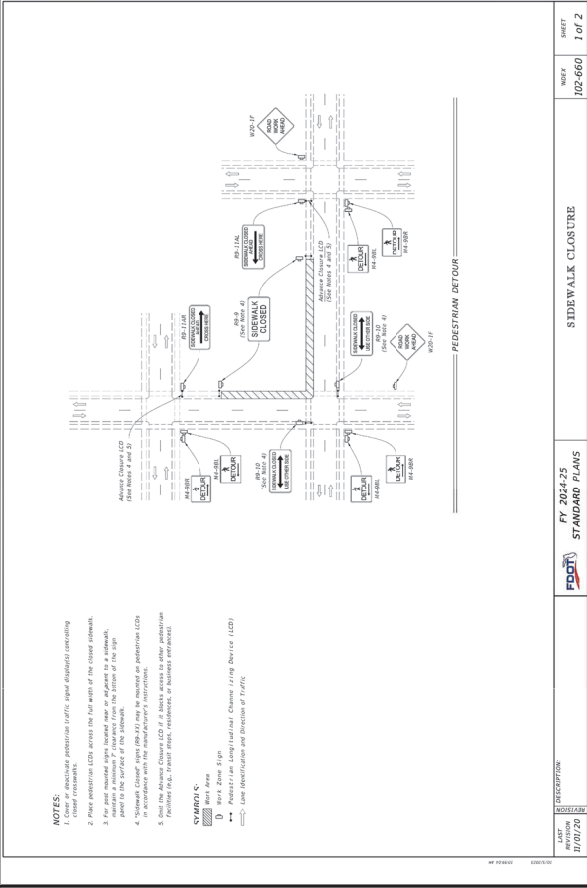 NOTES:
1. Cover or deactivate pedestrian traffic signal display(s) controlling
closed crosswalks.
2. Place pedestrian LCDs across the full width of the closed sidewalk.
3. For post mounted signs located near or adjacent to a sidewalk,
maintain a minimum 7' clearance from the bottom of the sign
panel to the surface of the sidewalk.
4. "Sidewalk Closed" signs (R9-XX) may be mounted on pedestrian LCDs
in accordance with the manufacturer's instructions.
5. Omit the Advance Closure LCD if it blocks access to other pedestrian
facilities (e.g., transit stops, residences, or business entrances).
SYMBOLS:
Work Area
Work Zone Sign
Pedestrian Longitudinal Channelizing Device (LCD)
Lane Identification and Direction of Traffic
Advance Closure LCD
(See Notes 4 and 5)
R9-11AR
SIDEWALK CLOSED
AHEAD
CROSS HERE
M4-9BR
DETOUR
M4-9BL
DETOUR
R9-9
(See Note 4)
SIDEWALK
CLOSED
R9-11AL
SIDEWALK CLOSED
AHEAD
CROSS HERE
W20-1F
ROAD
WORK
AHEAD
R9-10
(See Note 4)
SIDEWALK CLOSED
USE OTHER SIDE
Advance Closure LCD
(See Notes 4 and 5)
DETOUR
M4-9BL
DETOUR
M4-9BR
SIDEWALK CLOSED
USE OTHER SIDE
R9-10
(See Note 4)
ROAD
WORK
AHEAD
W20-1F
DETOUR
M4-9BL
DETOUR
M4-9BR
PEDESTRIAN DETOUR
LAST
REVISION
11/01/20
REVISION
DESCRIPTION:
FDOT
FY 2024-25
STANDARD PLANS
SIDEWALK CLOSURE
INDEX
102-660
SHEET
1 of 2